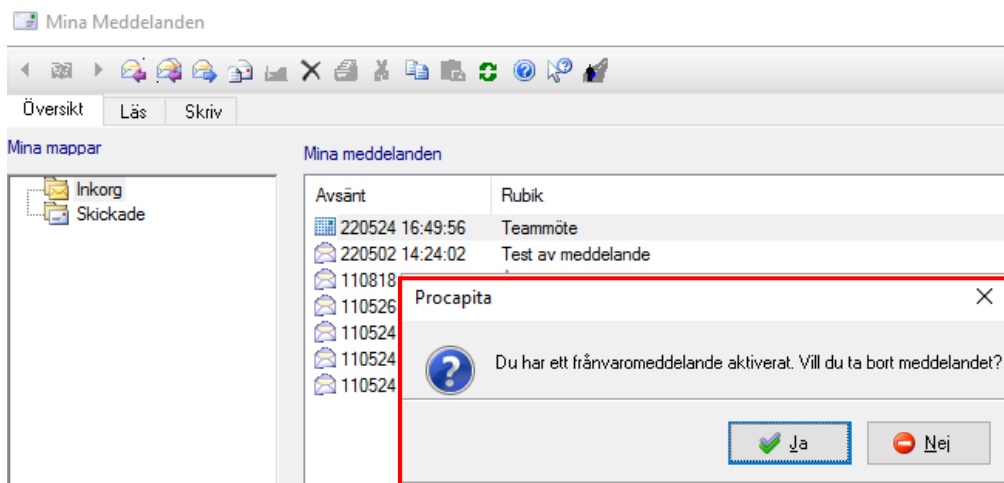 Mina Meddelanden
Översikt Läs Skriv
Mina mappar
Inkorg
Skickade
Mina meddelanden
Avsänt Rubik
220524 16:49:56 Teammöte
220502 14:24:02 Test av meddelande
110818
110526
110524
110524
110524
Procapita
Du har ett frånvaromeddelande aktiverat. Vill du ta bort meddelandet?
Ja Nej